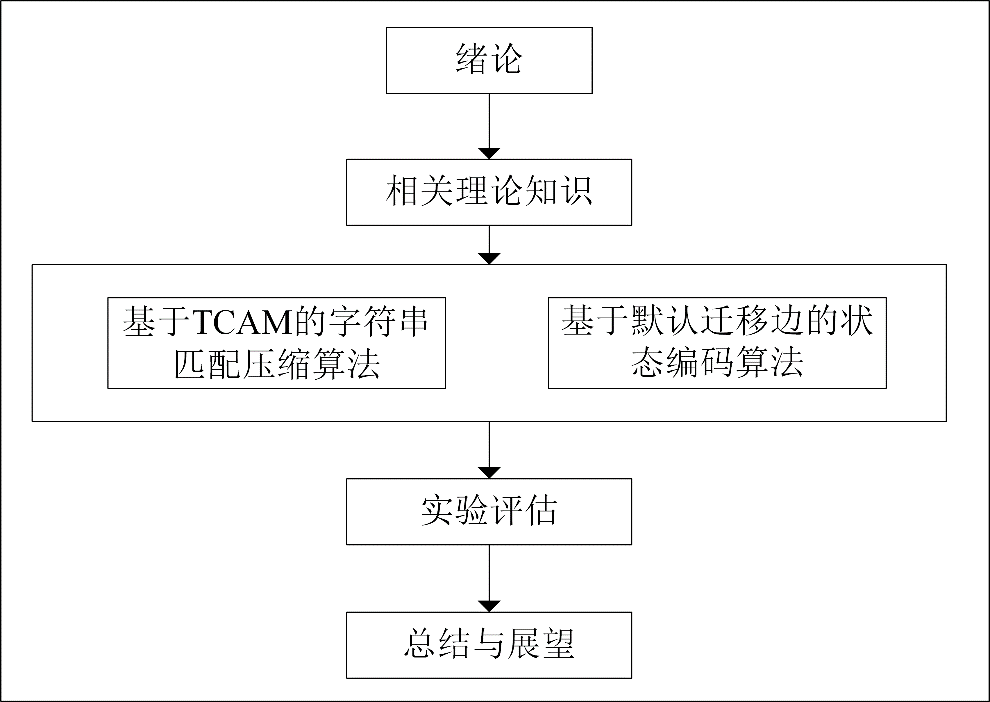 绪论
相关理论知识
基于TCAM的字符串
匹配压缩算法
基于默认迁移边的状
态编码算法
实验评估
总结与展望